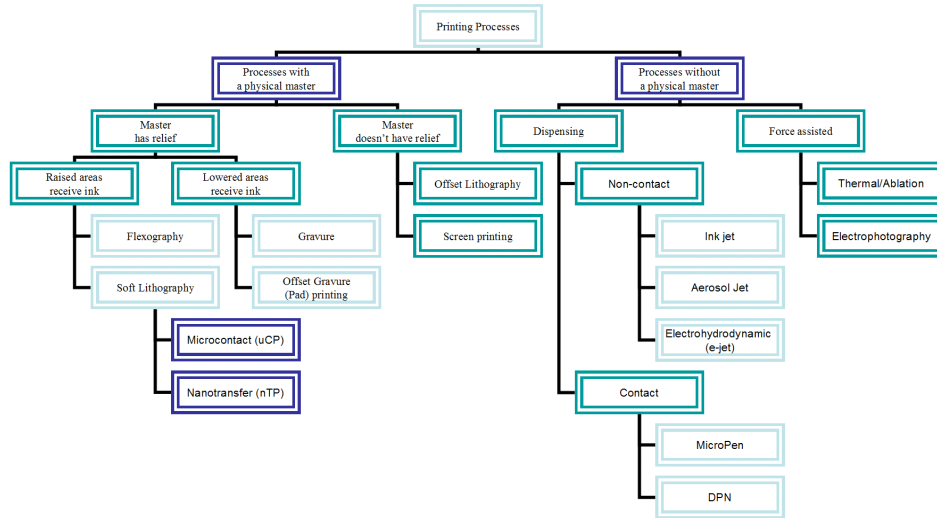 Printing Processes
Processes with
a physical master
Processes without
a physical master
Master
has relief
Master
doesn't have relief
Dispensing
Force assisted
Raised areas
receive ink
Lowered areas
receive ink
Offset Lithography
Non-contact
Thermal/Ablation
Flexography
Gravure
Screen printing
Ink jet
Electrophotography
Soft Lithography
Offset Gravure
(Pad) printing
Aerosol Jet
Microcontact (uCP)
Electrohydrodynamic
(e-jet)
Nanotransfer (nTP)
Contact
MicroPen
DPN